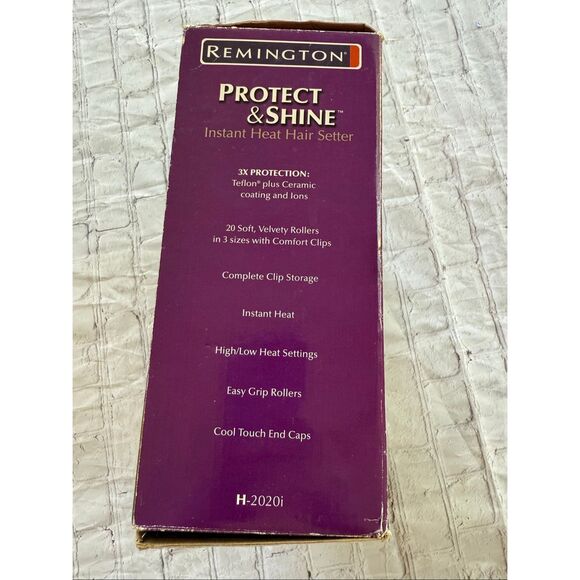 REMINGTON®
PROTECT
&SHINE™
Instant Heat Hair Setter
3X PROTECTION:
Teflon® plus Ceramic
coating and Ions
20 Soft, Velvety Rollers
in 3 sizes with Comfort Clips
Complete Clip Storage
Instant Heat
High/Low Heat Settings
Easy Grip Rollers
Cool Touch End Caps
H-2020i